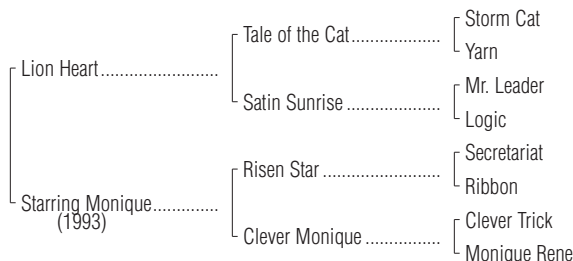 Storm Cat
Tale of the Cat....................
Yarn
Lion Heart.........................
Mr. Leader
Satin Sunrise .....................
Logic
Secretariat
Risen Star .........................
Ribbon
Starring Monique..............
(1993)
Clever Trick
Clever Monique ................
Monique Rene